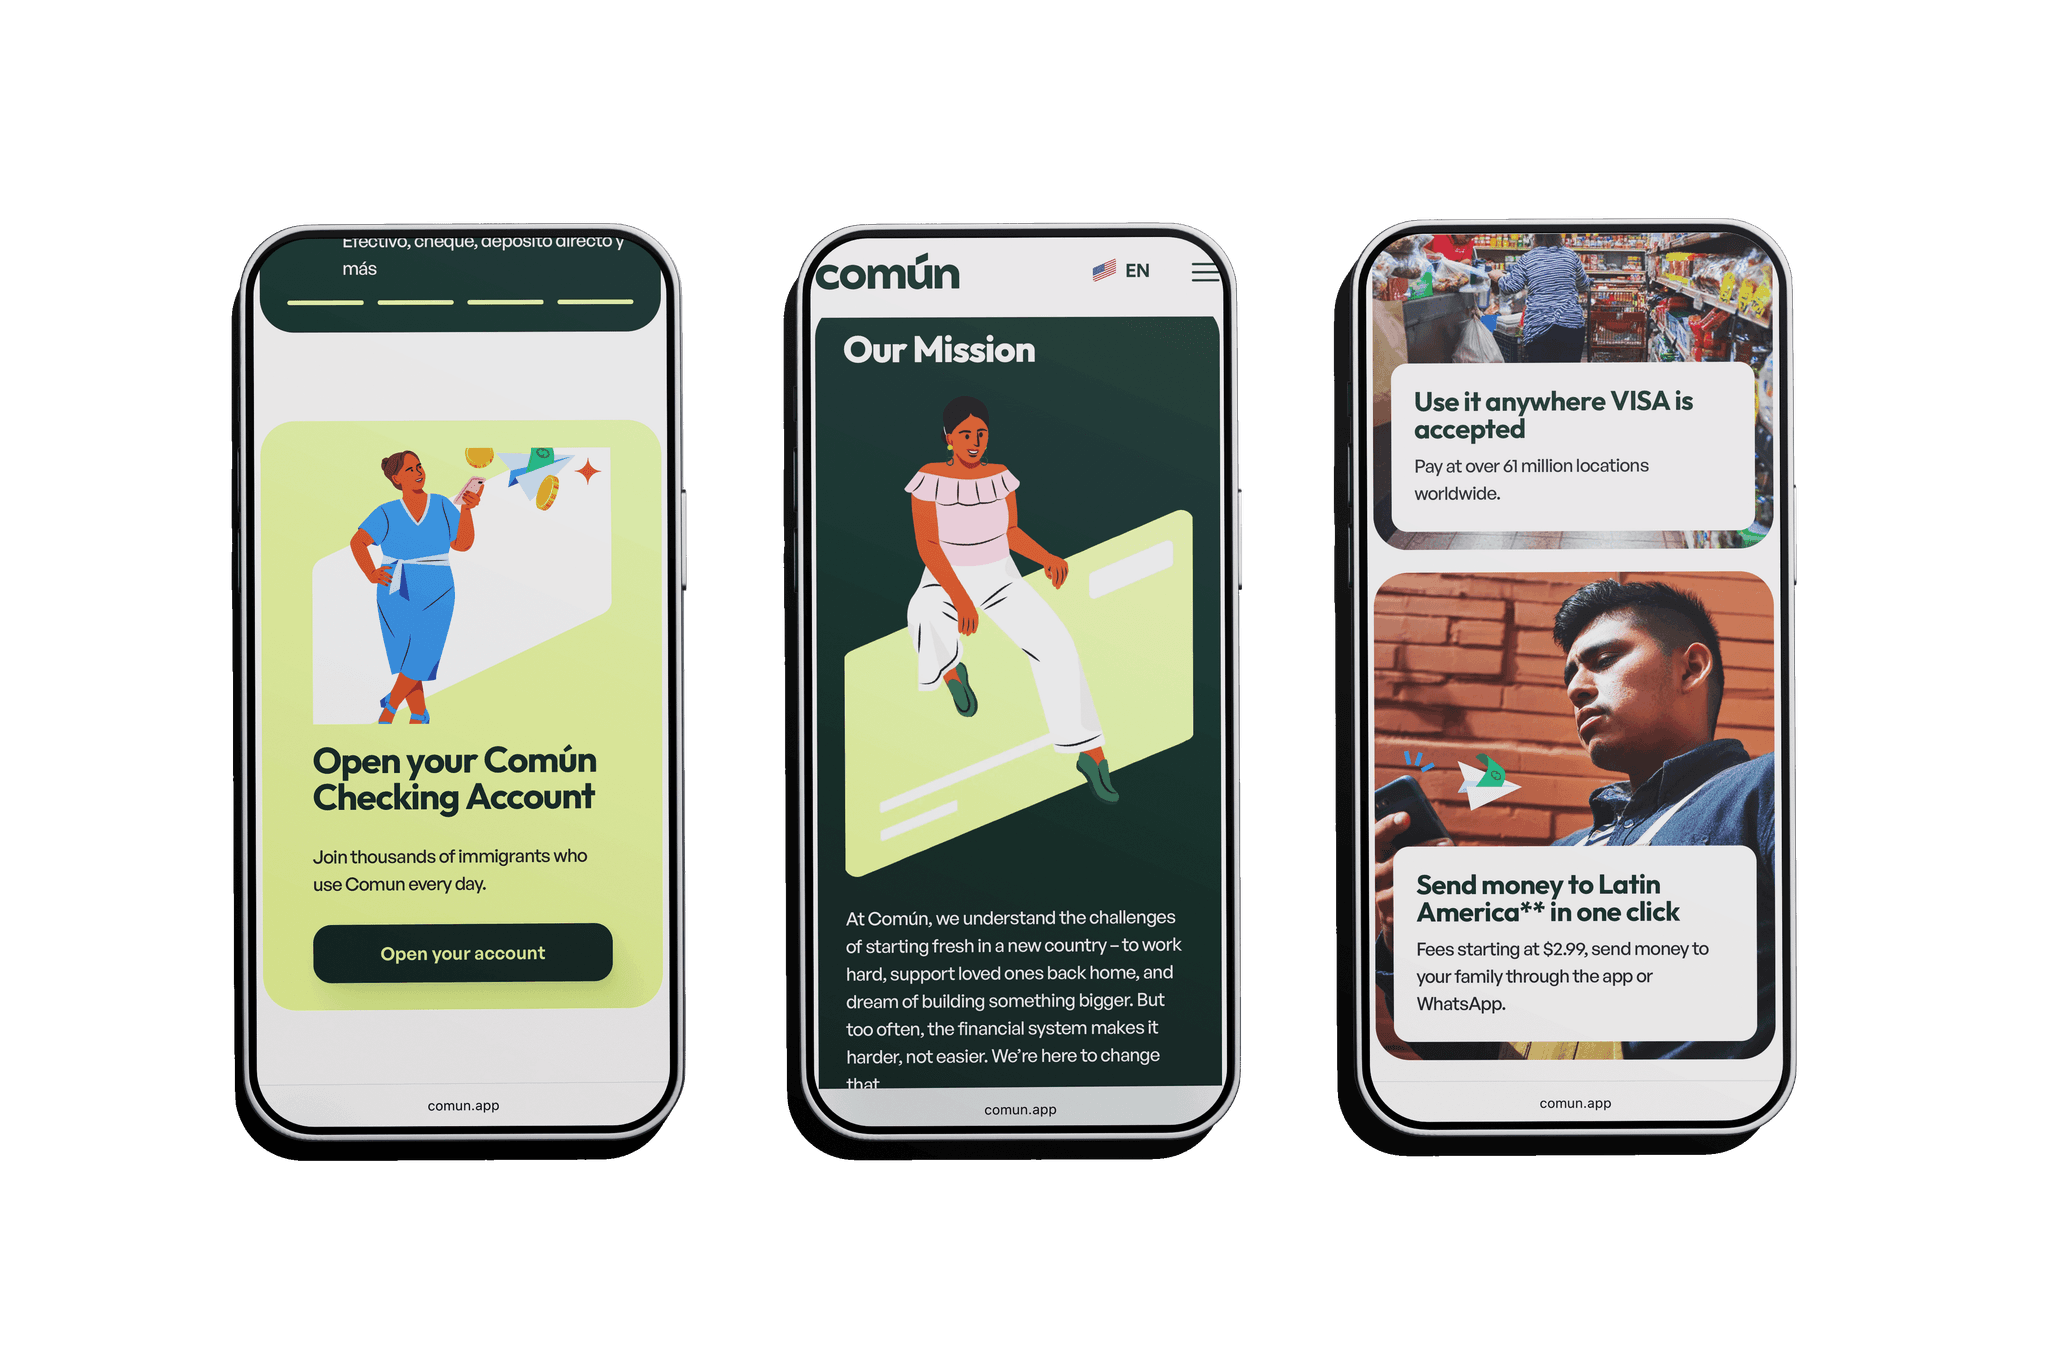 Efectivo, cheque, depósito directo y
más
Open your Común
Checking Account
Join thousands of immigrants who
use Comun every day.
Open your account
comun.app
común
EN
Our Mission
At Común, we understand the challenges
of starting fresh in a new country – to work
hard, support loved ones back home, and
dream of building something bigger. But
too often, the financial system makes it
harder, not easier. We're here to change
that
comun.app
Use it anywhere VISA is
accepted
Pay at over 61 million locations
worldwide.
Send money to Latin
America** in one click
Fees starting at $2.99, send money to
your family through the app or
WhatsApp.
comun.app